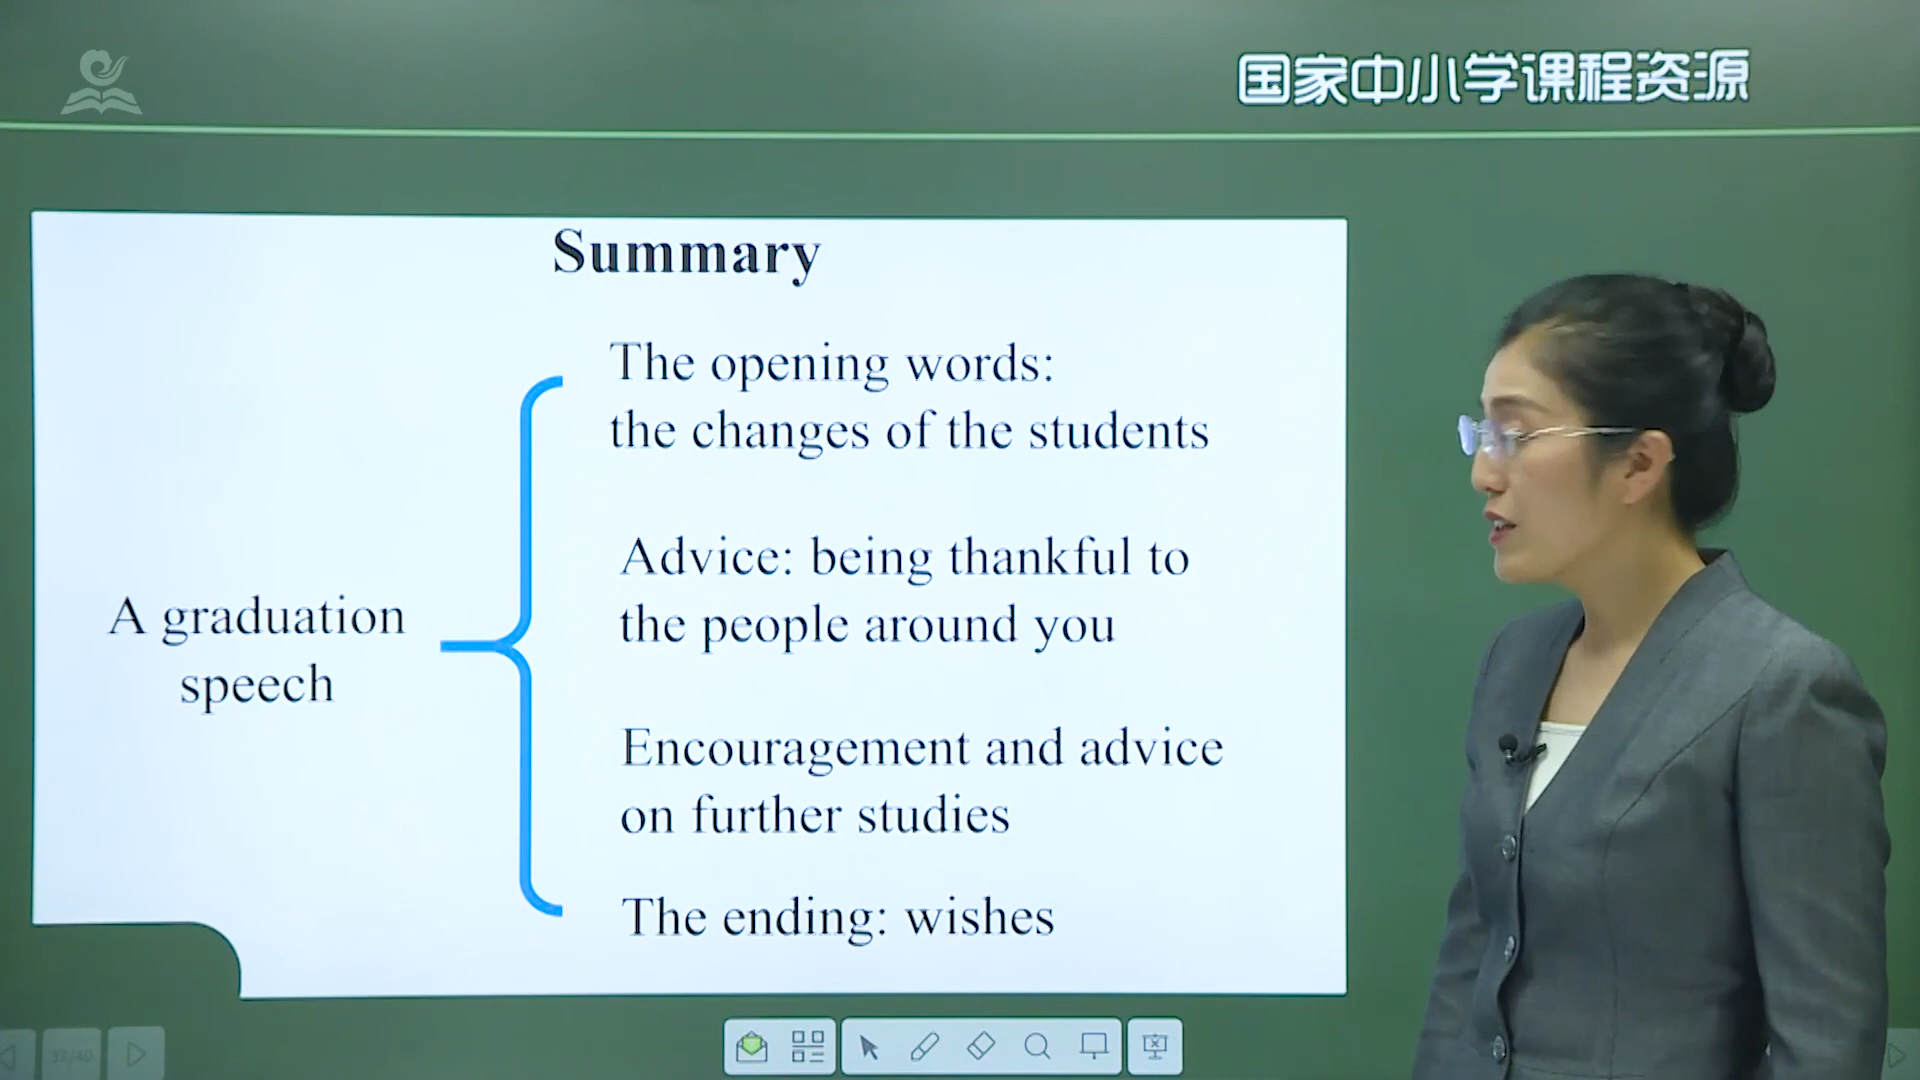 国家中小学课程资源
Summary
The opening words:
the changes of the students
Advice: being thankful to
the people around you
A graduation
speech
Encouragement and advice
on further studies
The ending: wishes